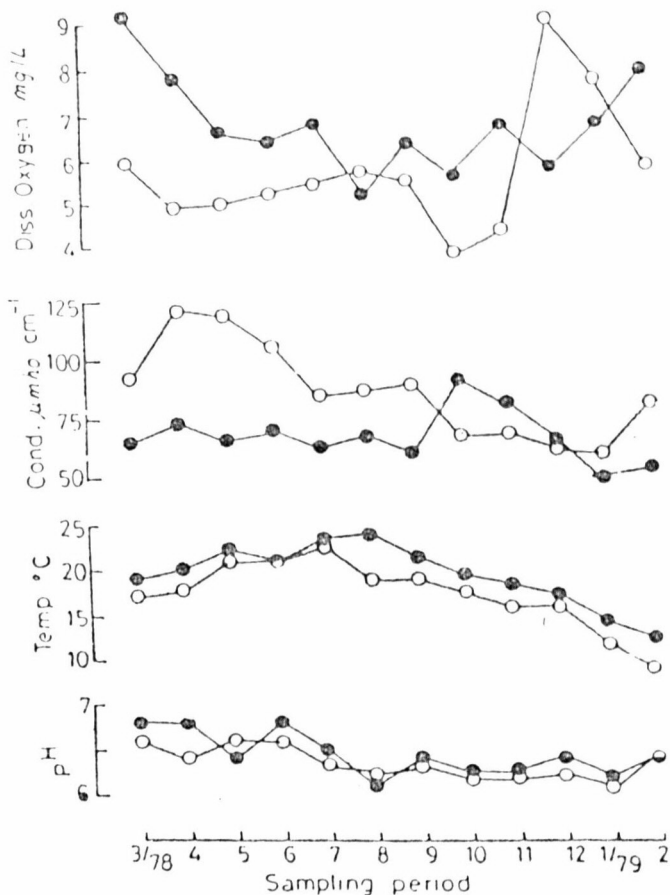 Diss Oxygen mg/L
9
8
7
6
5
4
Cond. µmho cm⁻¹
125
100
75
50
Temp °C
25
20
15
10
pH
7
6
3/78 4 5 6 7 8 9 10 11 12 1/79 2
Sampling period